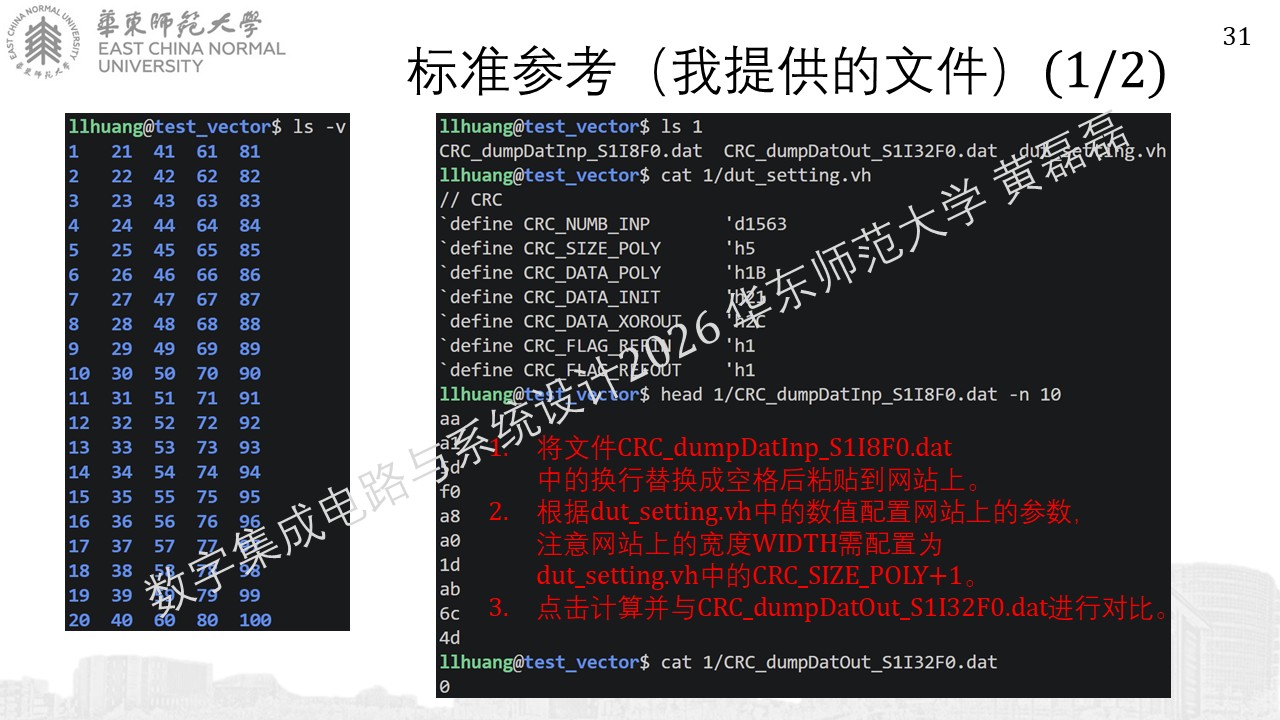 華東師範大學
EAST CHINA NORMAL
UNIVERSITY
31
标准参考（我提供的文件）(1/2)
llhuang@test_vector$ ls -v
1 21 41 61 81
2 22 42 62 82
3 23 43 63 83
4 24 44 64 84
5 25 45 65 85
6 26 46 66 86
7 27 47 67 87
8 28 48 68 88
9 29 49 69 89
10 30 50 70 90
11 31 51 71 91
12 32 52 72 92
13 33 53 73 93
14 34 54 74 94
15 35 55 75 95
16 36 56 76 96
17 37 57 77 97
18 38 58 78 98
19 39 59 79 99
20 40 60 80 100
llhuang@test_vector$ ls 1
CRC_dumpDatInp_S1I8F0.dat CRC_dumpDatOut_S1I32F0.dat dut_setting.vh
llhuang@test_vector$ cat 1/dut_setting.vh
// CRC
`define CRC_NUMB_INP 'd1563
`define CRC_SIZE_POLY 'h5
`define CRC_DATA_POLY 'h1B
`define CRC_DATA_INIT 'h21
`define CRC_DATA_XOROUT 'h2C
`define CRC_FLAG_REFIN 'h1
`define CRC_FLAG_REFOUT 'h1
llhuang@test_vector$ head 1/CRC_dumpDatInp_S1I8F0.dat -n 10
aa
f0
a8
a0
1d
ab
6c
4d
llhuang@test_vector$ cat 1/CRC_dumpDatOut_S1I32F0.dat
0
1. 将文件CRC_dumpDatInp_S1I8F0.dat
中的换行替换成空格后粘贴到网站上。
2. 根据dut_setting.vh中的数值配置网站上的参数，
注意网站上的宽度WIDTH需配置为
dut_setting.vh中的CRC_SIZE_POLY+1。
3. 点击计算并与CRC_dumpDatOut_S1I32F0.dat进行对比。
数字集成电路与系统设计2026 华东师范大学 黄磊磊